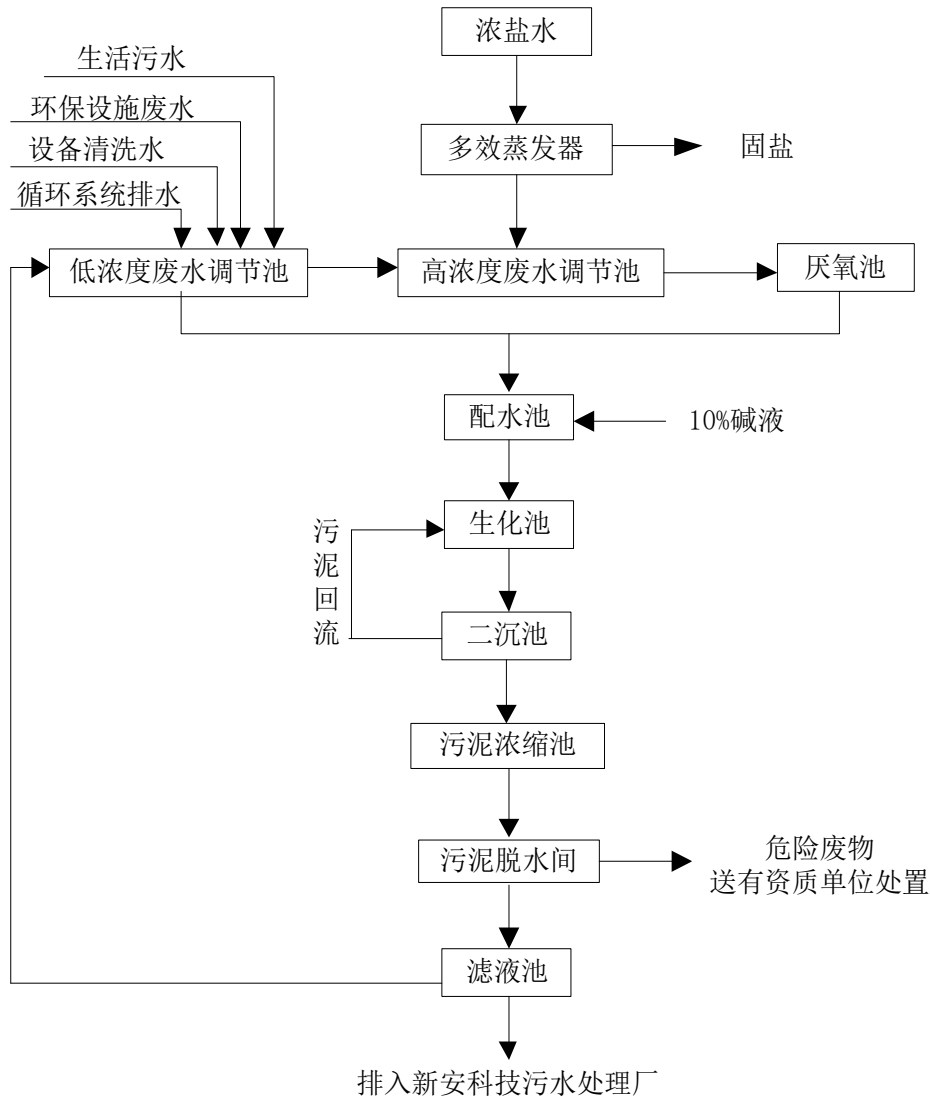 浓盐水
生活污水
环保设施废水
多效蒸发器
固盐
设备清洗水
循环系统排水
低浓度废水调节池
高浓度废水调节池
厌氧池
配水池
10%碱液
生化池
污泥回流
二沉池
污泥浓缩池
污泥脱水间
危险废物
送有资质单位处置
滤液池
排入新安科技污水处理厂